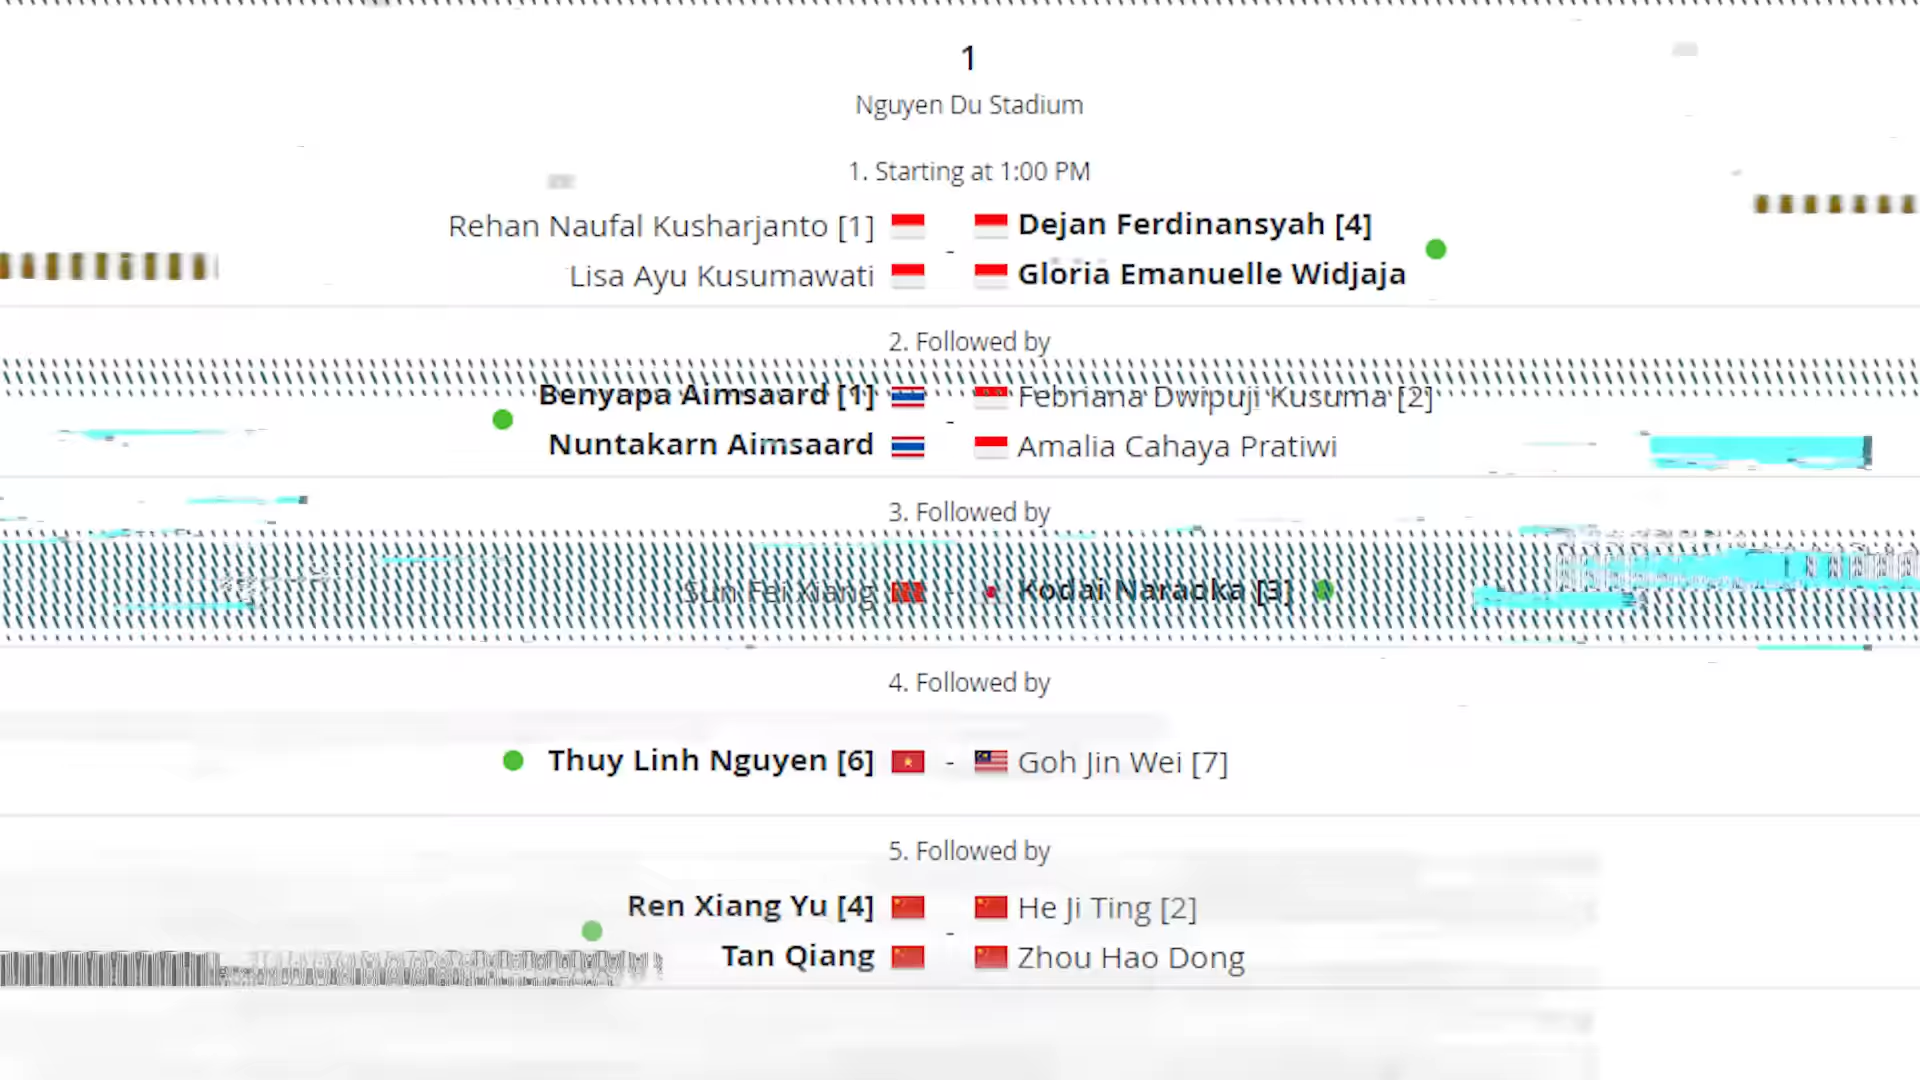 1
Nguyen Du Stadium
1. Starting at 1:00 PM
Rehan Naufal Kusharjanto [1] - Dejan Ferdinansyah [4]
Lisa Ayu Kusumawati Gloria Emanuelle Widjaja
2. Followed by
Benyapa Aimsaard [1] - Febriana Dwipuji Kusuma [2]
Nuntakarn Aimsaard Amalia Cahaya Pratiwi
3. Followed by
Sun Fei Xiang - Kodai Naraoka [3]
4. Followed by
Thuy Linh Nguyen [6] - Goh Jin Wei [7]
5. Followed by
Ren Xiang Yu [4] - He Ji Ting [2]
Tan Qiang Zhou Hao Dong